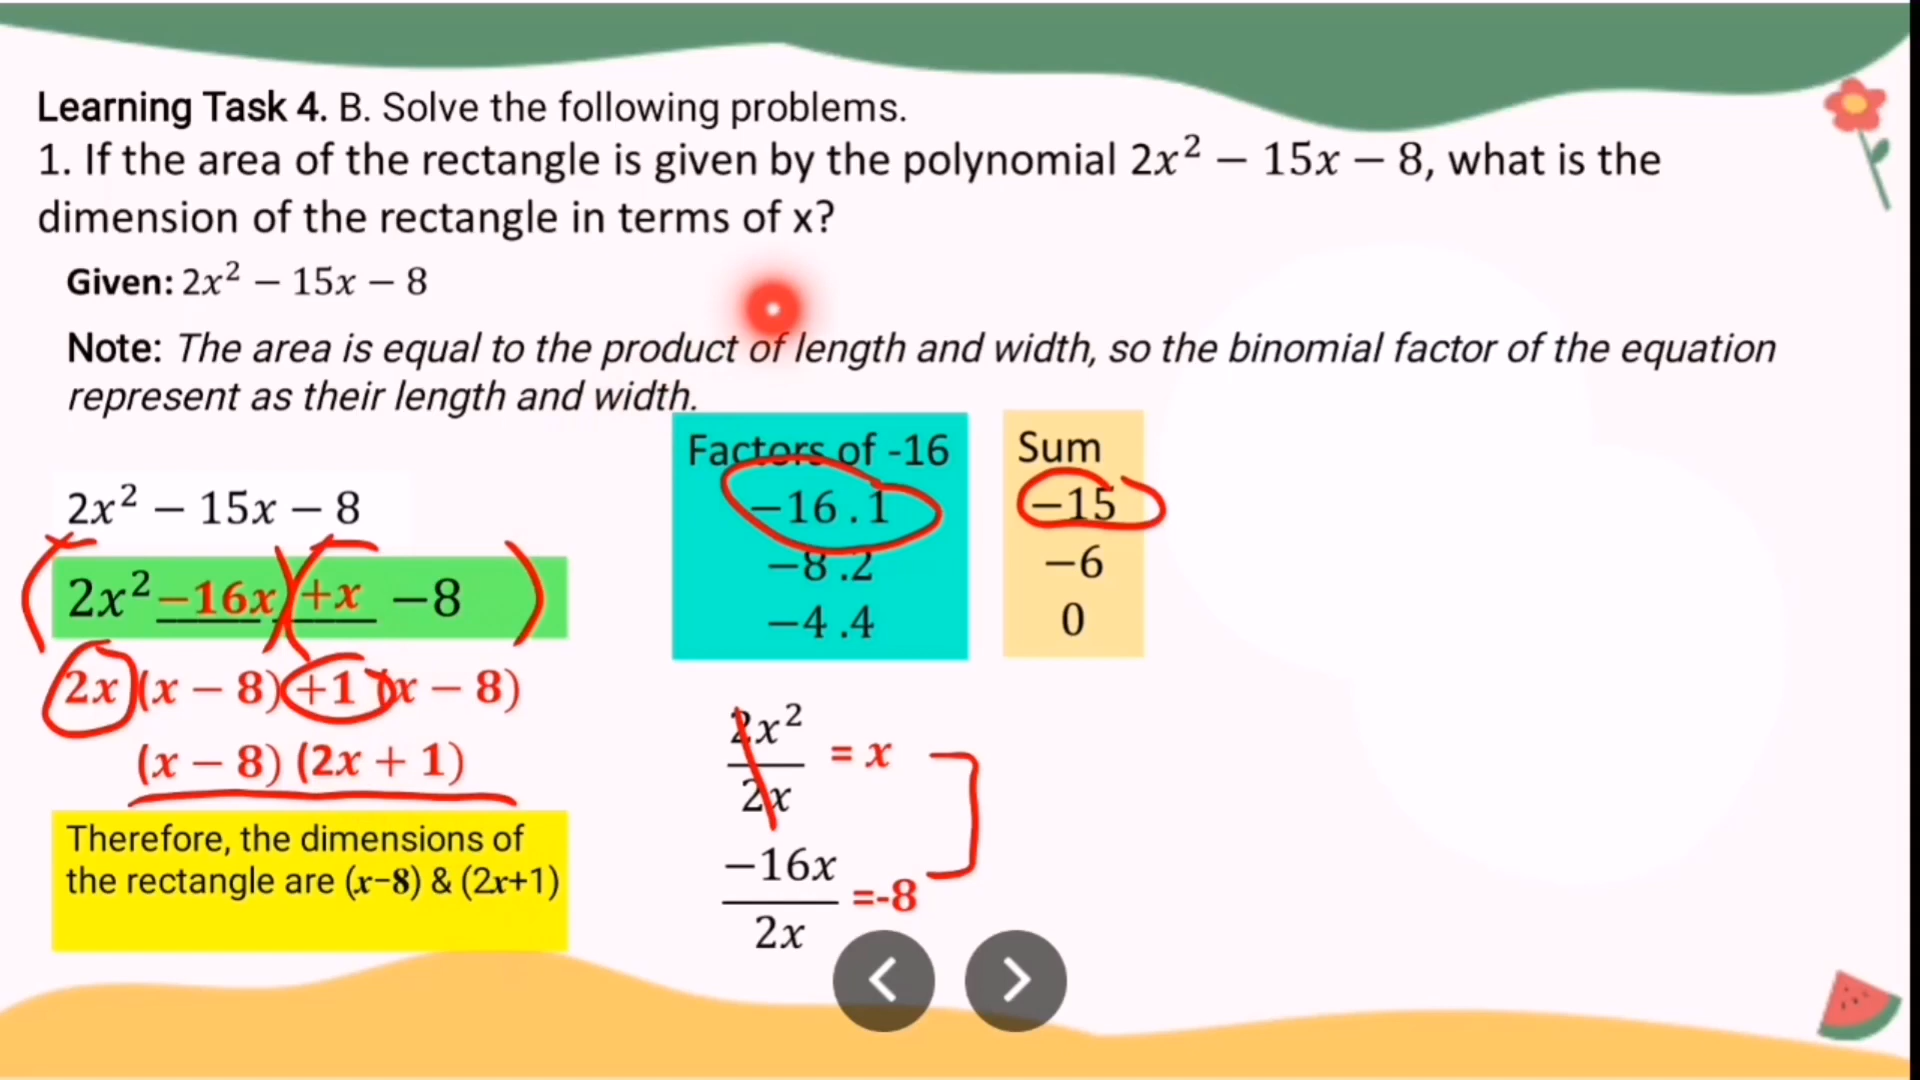 Learning Task 4. B. Solve the following problems.
1. If the area of the rectangle is given by the polynomial 2x² − 15x − 8, what is the
dimension of the rectangle in terms of x?
Given: 2x² − 15x − 8
Note: The area is equal to the product of length and width, so the binomial factor of the equation
represent as their length and width.
2x² − 15x − 8
(2x² −16x)(+x −8)
2x(x − 8)+1(x − 8)
(x − 8) (2x + 1)
Therefore, the dimensions of
the rectangle are (x−8) & (2x+1)
Factors of -16
−16 . 1
−8 .2
−4 .4
Sum
−15
−6
0
2x²
= x
2x
−16x
=-8
2x